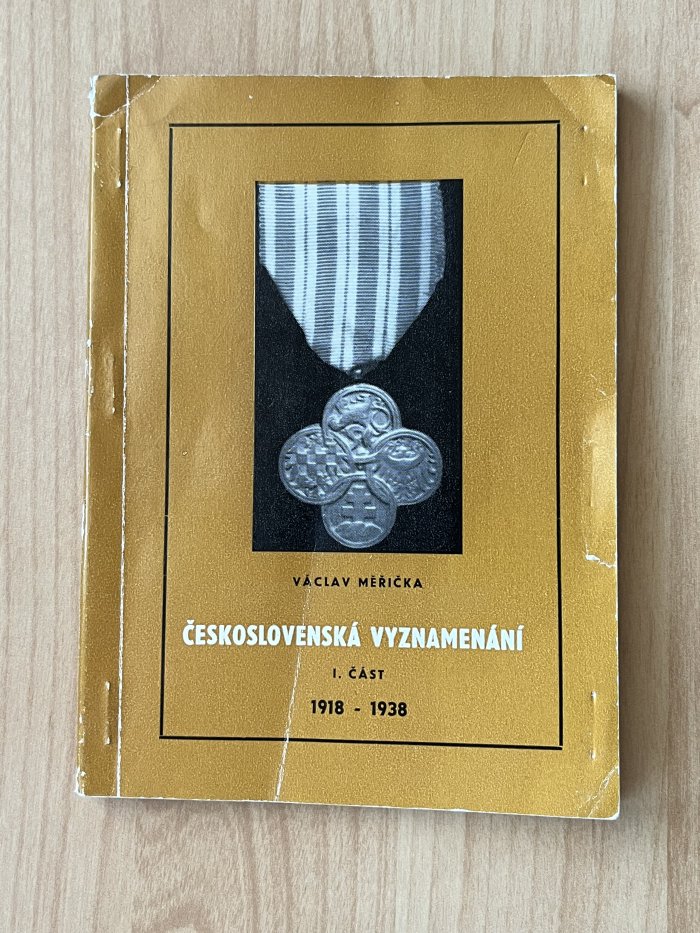 VÁCLAV MĚŘIČKA
ČESKOSLOVENSKÁ VYZNAMENÁNÍ
I. ČÁST
1918 - 1938